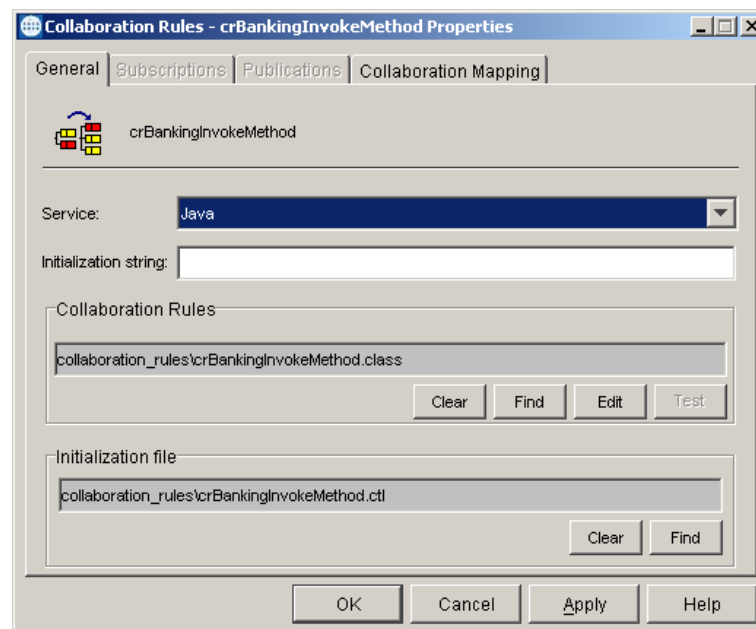 Collaboration Rules - crBankingInvokeMethod Properties
General Subscriptions Publications Collaboration Mapping
crBankingInvokeMethod
Service: Java
Initialization string:
Collaboration Rules
collaboration_rules\crBankingInvokeMethod.class
Clear Find Edit Test
Initialization file
collaboration_rules\crBankingInvokeMethod.ctl
Clear Find
OK Cancel Apply Help